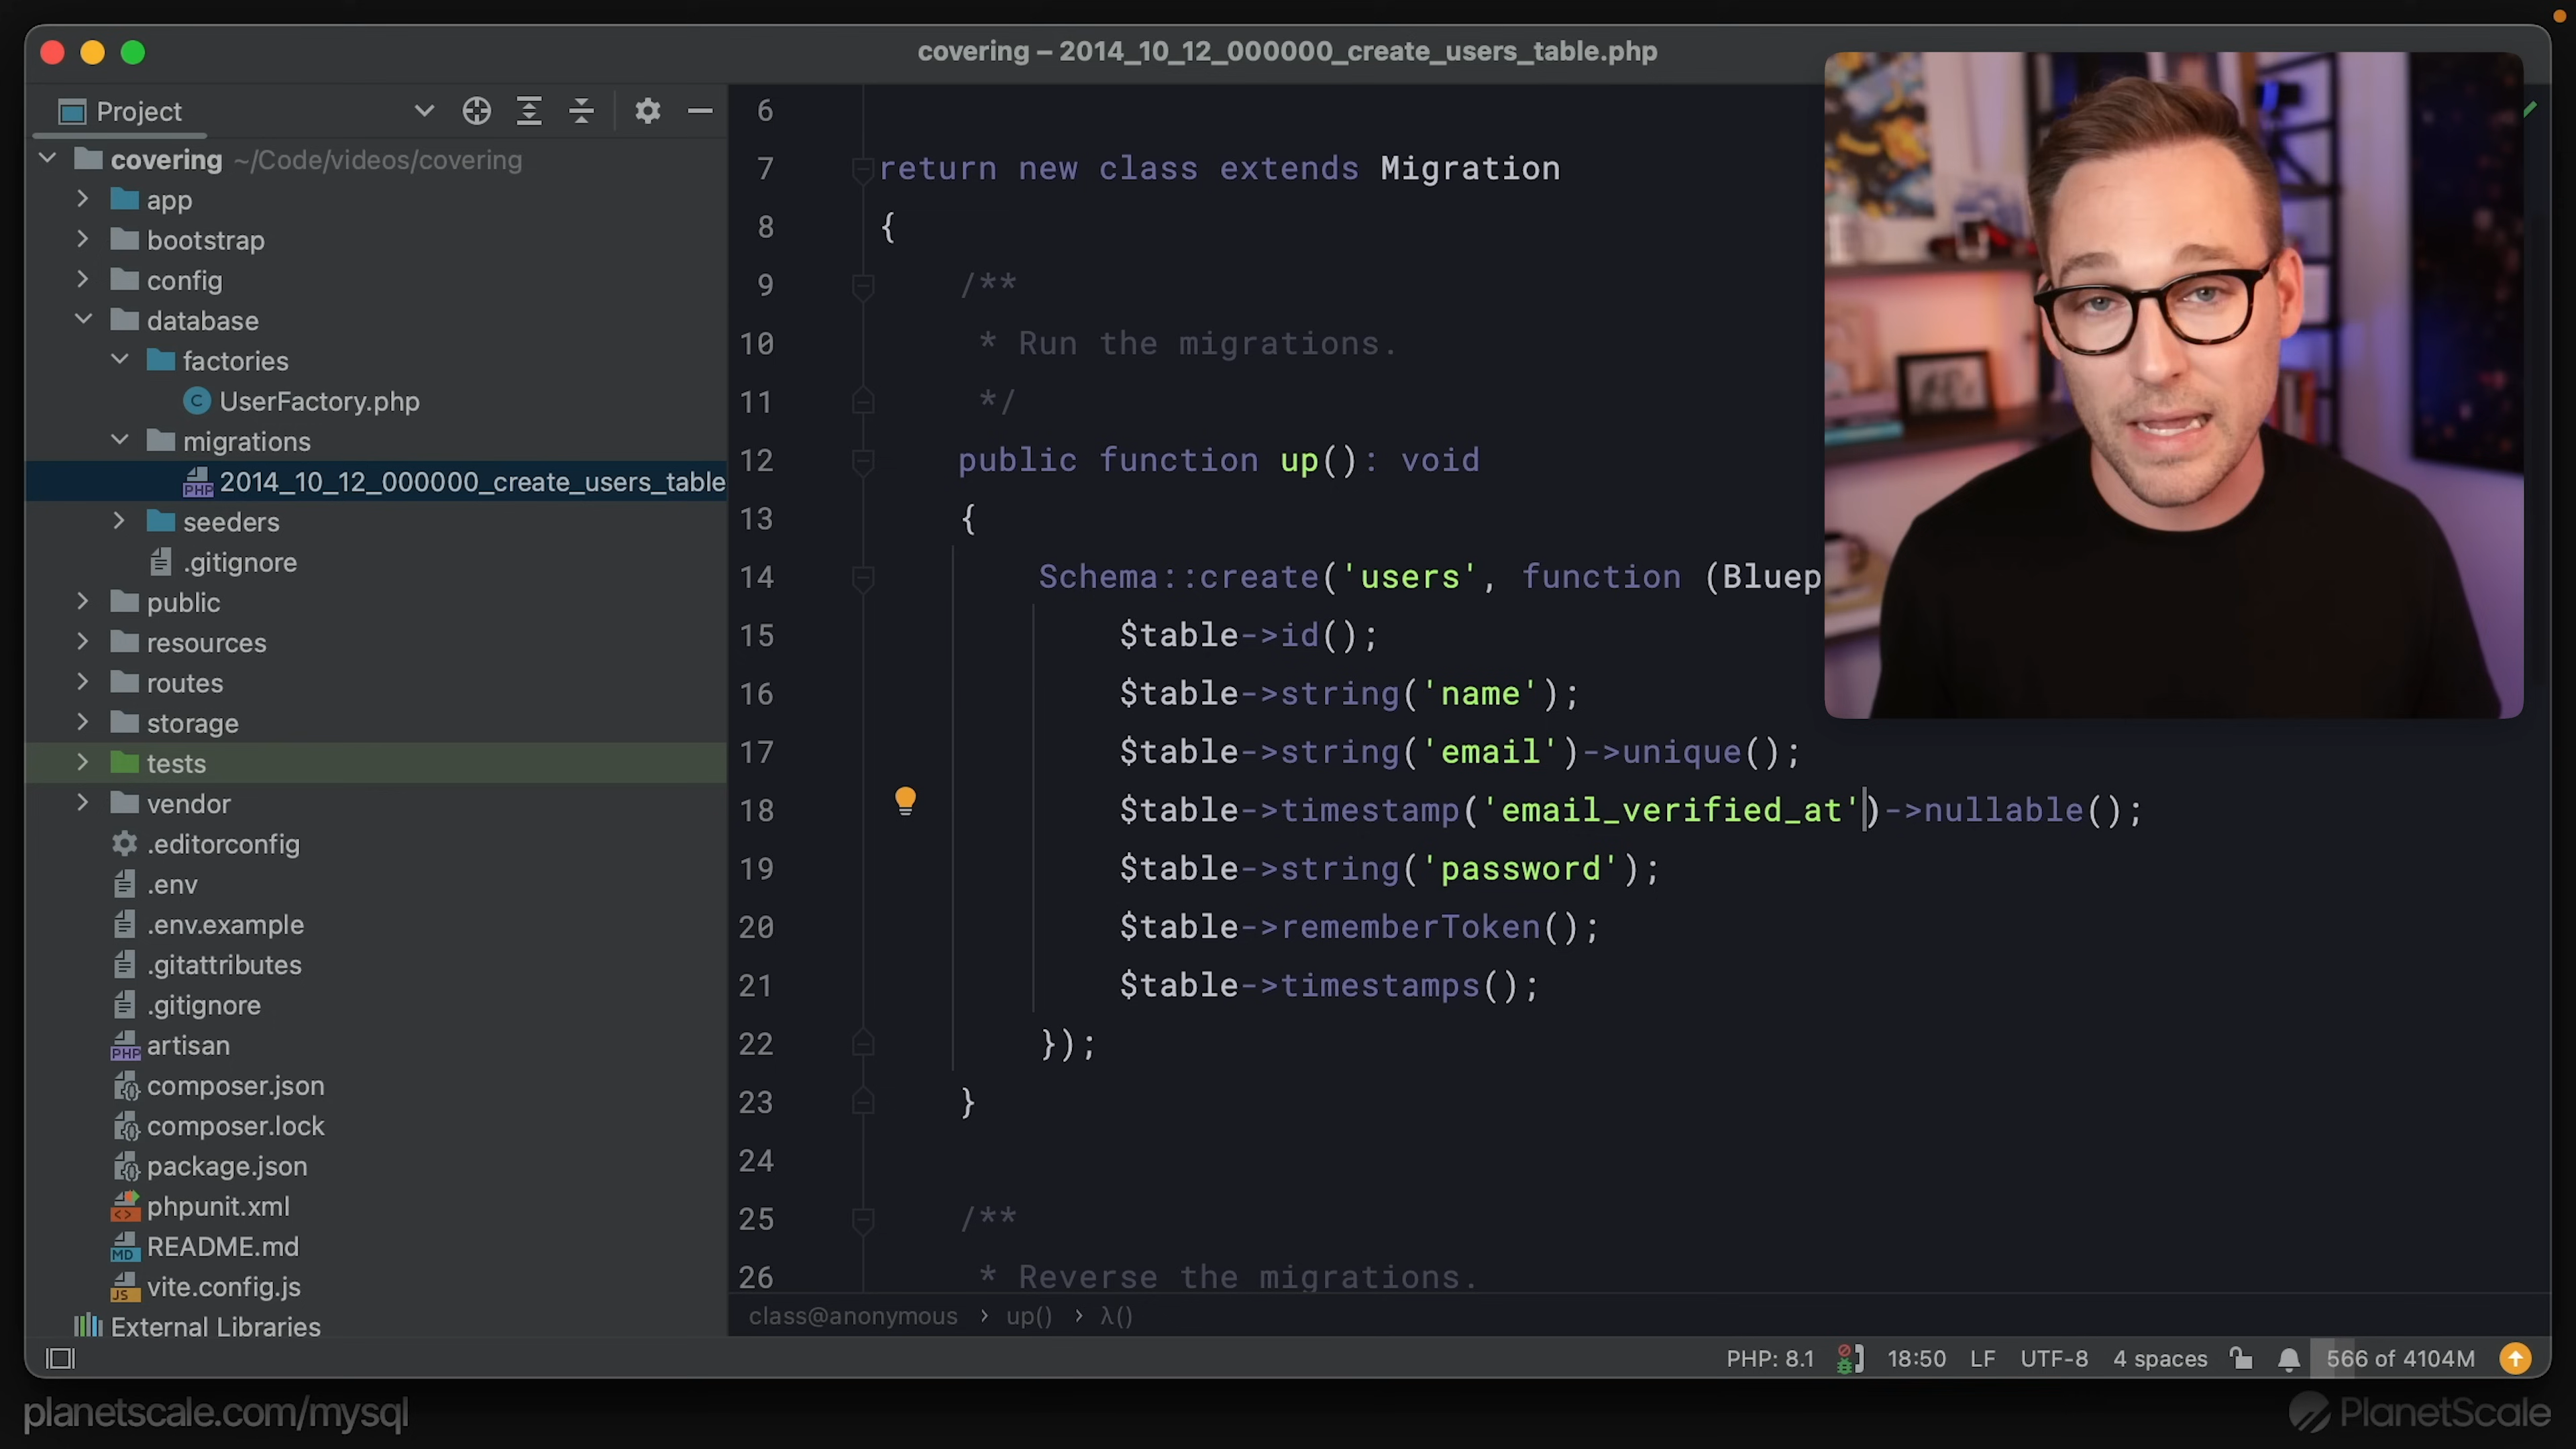 covering – 2014_10_12_000000_create_users_table.php
Project
covering ~/Code/videos/covering
app
bootstrap
config
database
factories
UserFactory.php
migrations
2014_10_12_000000_create_users_table
seeders
.gitignore
public
resources
routes
storage
tests
vendor
.editorconfig
.env
.env.example
.gitattributes
.gitignore
artisan
composer.json
composer.lock
package.json
phpunit.xml
README.md
vite.config.js
External Libraries
6
7 return new class extends Migration
8 {
9 /**
10 * Run the migrations.
11 */
12 public function up(): void
13 {
14 Schema::create('users', function (Bluep
15 $table->id();
16 $table->string('name');
17 $table->string('email')->unique();
18 $table->timestamp('email_verified_at')->nullable();
19 $table->string('password');
20 $table->rememberToken();
21 $table->timestamps();
22 });
23 }
24
25 /**
26 * Reverse the migrations.
class@anonymous › up() › λ()
PHP: 8.1 18:50 LF UTF-8 4 spaces 566 of 4104M
planetscale.com/mysql
PlanetScale